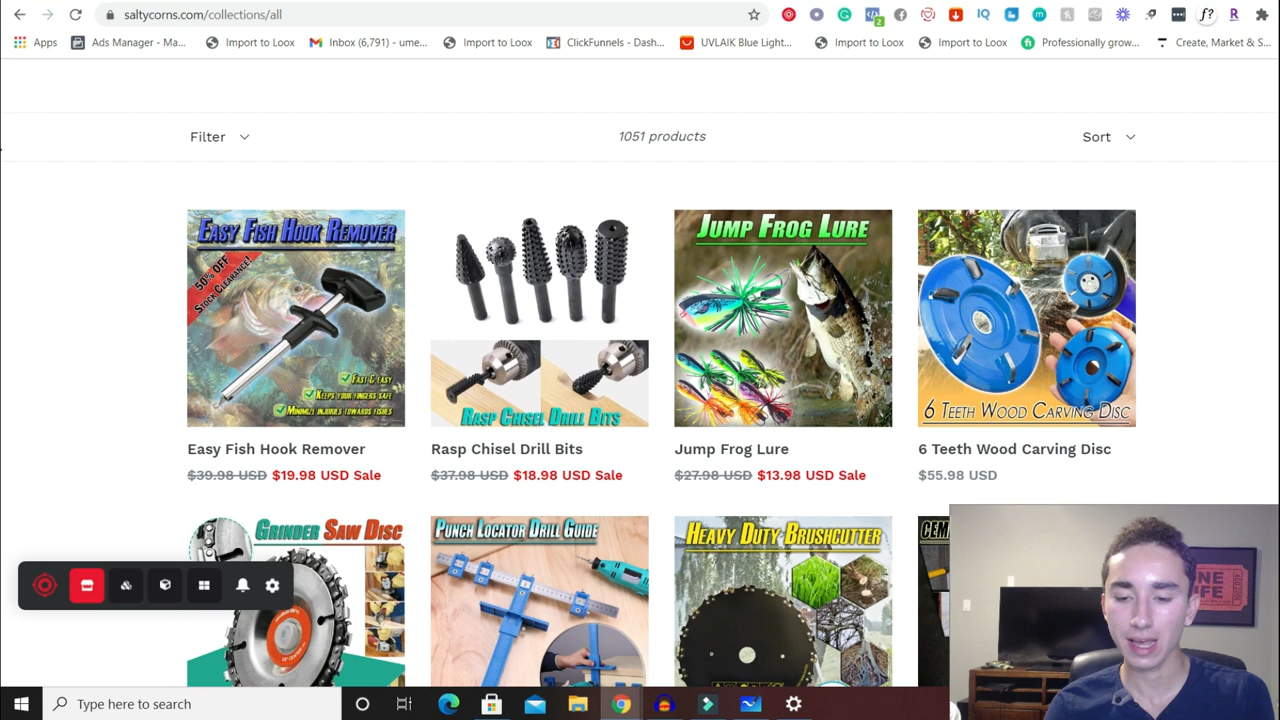 saltycorns.com/collections/all
IQ
2
f?
R
Apps
Ads Manager - Ma...
Import to Loox
Inbox (6,791) - ume...
Import to Loox
ClickFunnels - Dash...
UVLAIK Blue Light...
Import to Loox
Import to Loox
Professionally grow...
Create, Market & S...
Filter
1051 products
Sort
EASY FISH HOOK REMOVER
50% OFF
STOCK CLEARANCE!
FAST & EASY
KEEPS YOUR FINGERS SAFE
MINIMIZE INJURIES TOWARDS FISHES
RASP CHISEL DRILL BITS
JUMP FROG LURE
6 TEETH WOOD CARVING DISC
Easy Fish Hook Remover
Rasp Chisel Drill Bits
Jump Frog Lure
6 Teeth Wood Carving Disc
$39.98 USD $19.98 USD Sale
$37.98 USD $18.98 USD Sale
$27.98 USD $13.98 USD Sale
$55.98 USD
GRINDER SAW DISC
PUNCH LOCATOR DRILL GUIDE
HEAVY DUTY BRUSHCUTTER
CEM
ONE
LIFE
Type here to search